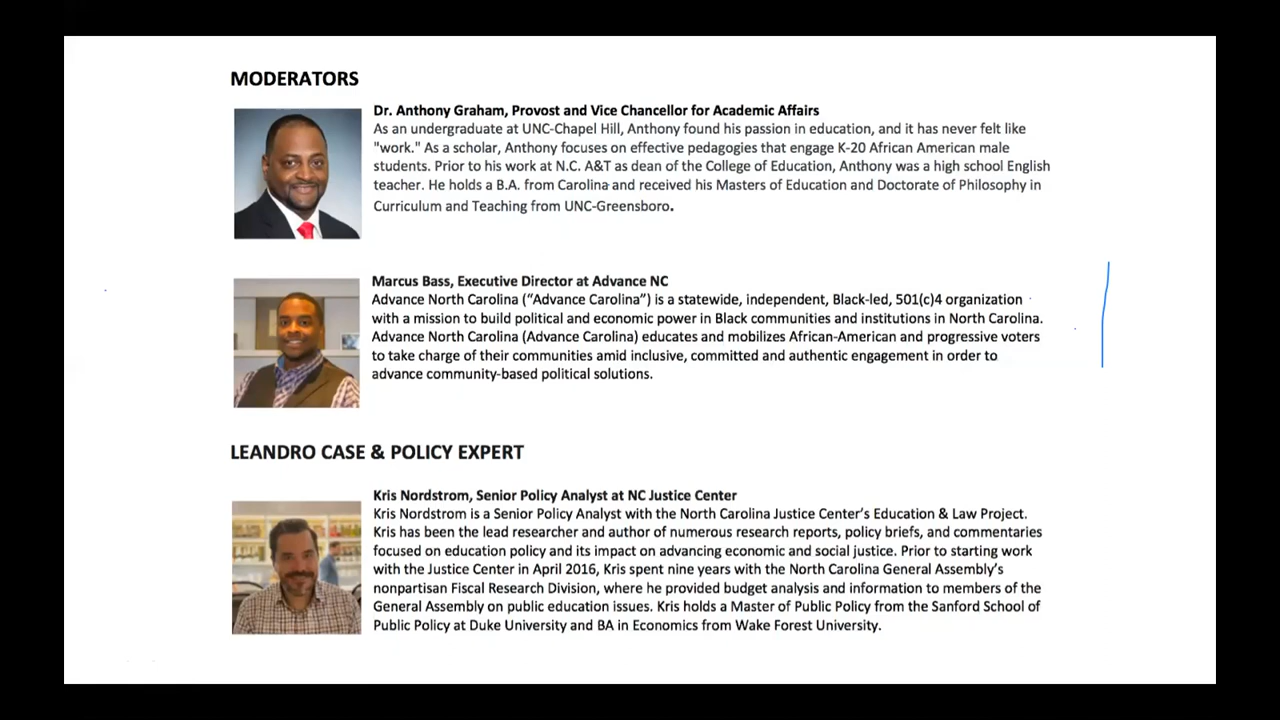 MODERATORS
Dr. Anthony Graham, Provost and Vice Chancellor for Academic Affairs
As an undergraduate at UNC-Chapel Hill, Anthony found his passion in education, and it has never felt like
"work." As a scholar, Anthony focuses on effective pedagogies that engage K-20 African American male
students. Prior to his work at N.C. A&T as dean of the College of Education, Anthony was a high school English
teacher. He holds a B.A. from Carolina and received his Masters of Education and Doctorate of Philosophy in
Curriculum and Teaching from UNC-Greensboro.
Marcus Bass, Executive Director at Advance NC
Advance North Carolina (“Advance Carolina”) is a statewide, independent, Black-led, 501(c)4 organization
with a mission to build political and economic power in Black communities and institutions in North Carolina.
Advance North Carolina (Advance Carolina) educates and mobilizes African-American and progressive voters
to take charge of their communities amid inclusive, committed and authentic engagement in order to
advance community-based political solutions.
LEANDRO CASE & POLICY EXPERT
Kris Nordstrom, Senior Policy Analyst at NC Justice Center
Kris Nordstrom is a Senior Policy Analyst with the North Carolina Justice Center’s Education & Law Project.
Kris has been the lead researcher and author of numerous research reports, policy briefs, and commentaries
focused on education policy and its impact on advancing economic and social justice. Prior to starting work
with the Justice Center in April 2016, Kris spent nine years with the North Carolina General Assembly’s
nonpartisan Fiscal Research Division, where he provided budget analysis and information to members of the
General Assembly on public education issues. Kris holds a Master of Public Policy from the Sanford School of
Public Policy at Duke University and BA in Economics from Wake Forest University.